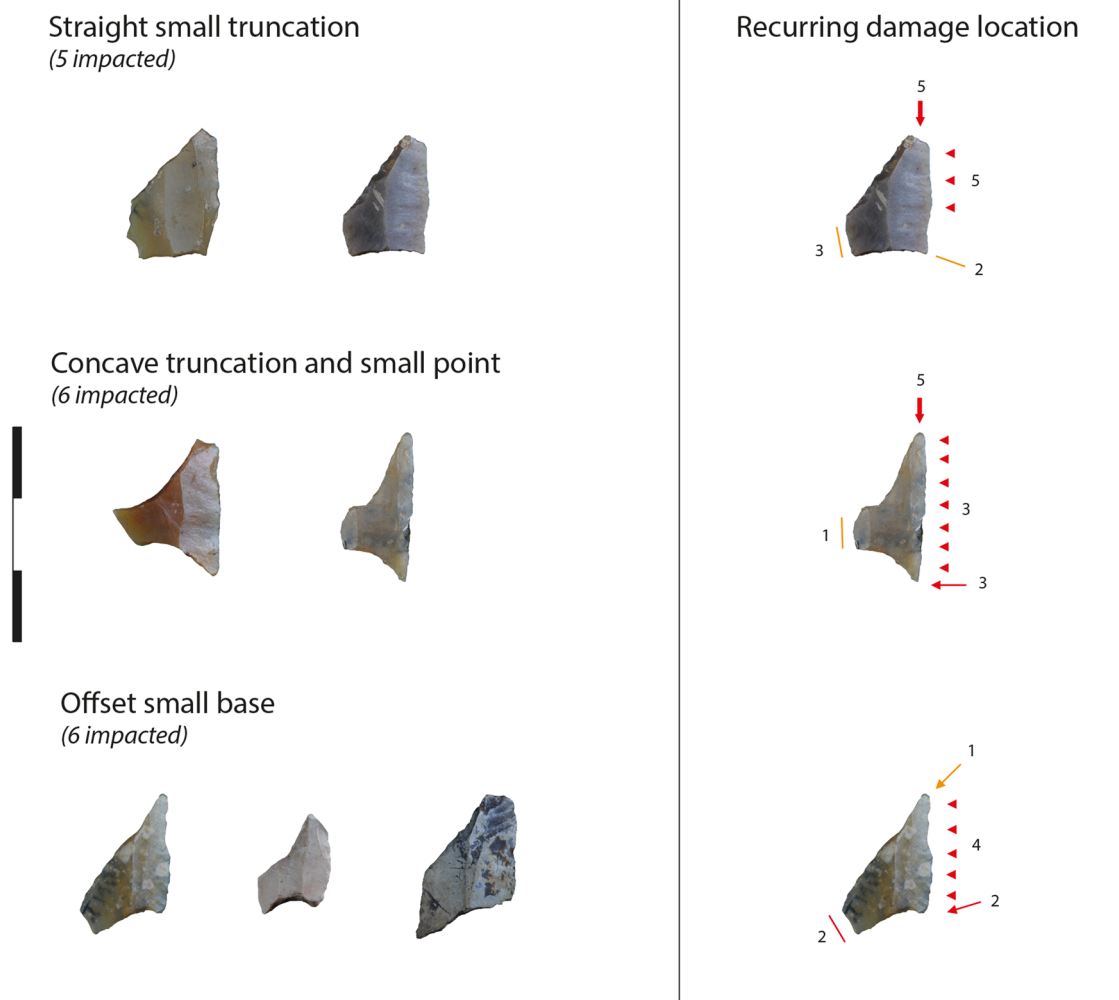 Straight small truncation
(5 impacted)
Recurring damage location
5
5
3
2
Concave truncation and small point
(6 impacted)
5
3
1
3
Offset small base
(6 impacted)
1
4
2
2